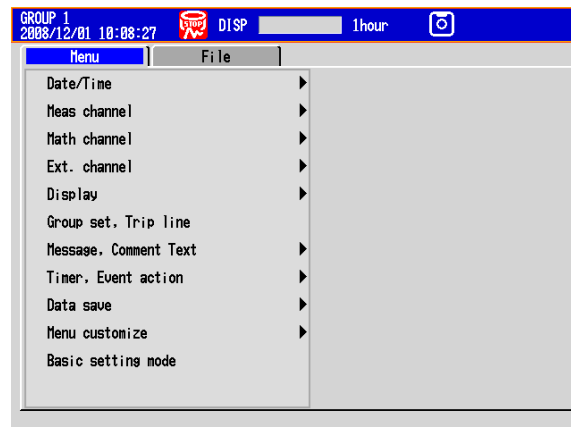 GROUP 1
2008/12/01 10:08:27 STOP DISP 1hour
Menu File
Date/Time
Meas channel
Math channel
Ext. channel
Display
Group set, Trip line
Message, Comment Text
Timer, Event action
Data save
Menu customize
Basic setting mode